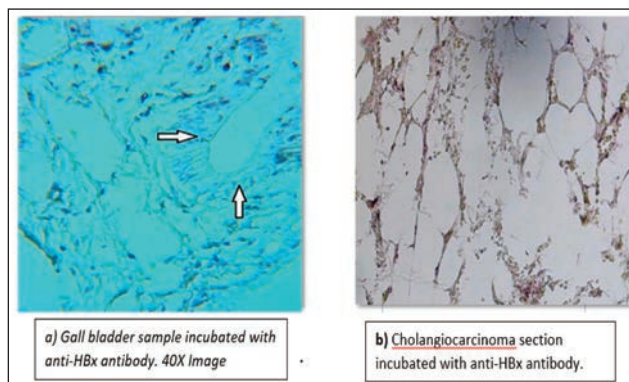 a) Gall bladder sample incubated with
anti-HBx antibody. 40X Image
b) Cholangiocarcinoma section
incubated with anti-HBx antibody.